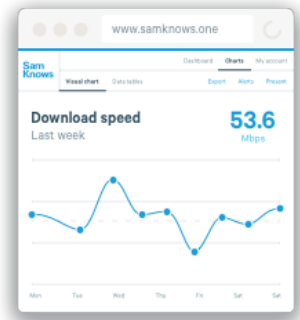 www.samknows.one
Sam
Knows
Dashboard Charts My account
Visual chart Data tables
Export Alerts Present
Download speed
Last week
53.6
Mbps
Mon Tue Wed Thu Fri Sat Sat